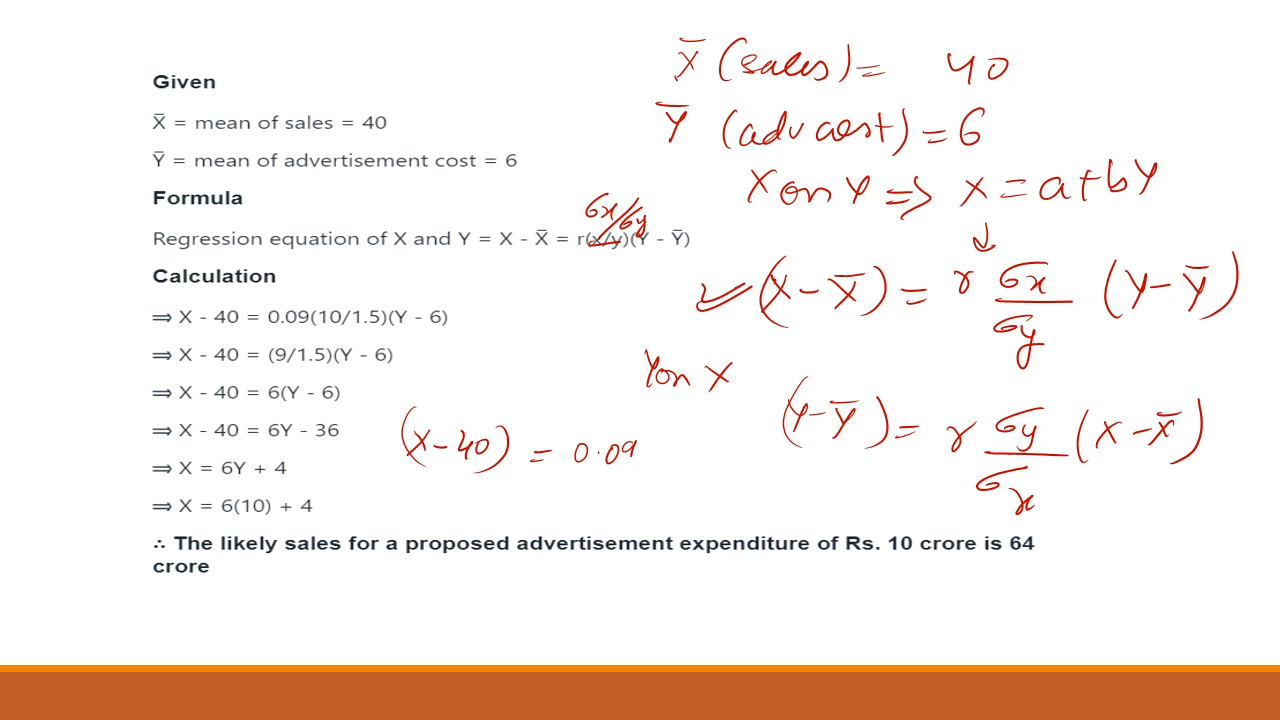 Given
X̄ = mean of sales = 40
Ȳ = mean of advertisement cost = 6
Formula
Regression equation of X and Y = X - X̄ = r(x/y)(Y - Ȳ)
σx/σy
Calculation
⇒ X - 40 = 0.09(10/1.5)(Y - 6)
⇒ X - 40 = (9/1.5)(Y - 6)
⇒ X - 40 = 6(Y - 6)
⇒ X - 40 = 6Y - 36
⇒ X = 6Y + 4
⇒ X = 6(10) + 4
∴ The likely sales for a proposed advertisement expenditure of Rs. 10 crore is 64
crore
X̄ (sales) = 40
Ȳ (adv cost) = 6
X on Y ⇒ X = a+bY
↓
✓ (X - X̄) = r σx/σy (Y - Ȳ)
Y on X
(Y - Ȳ) = r σy/σx (X - X̄)
(X - 40) = 0.09